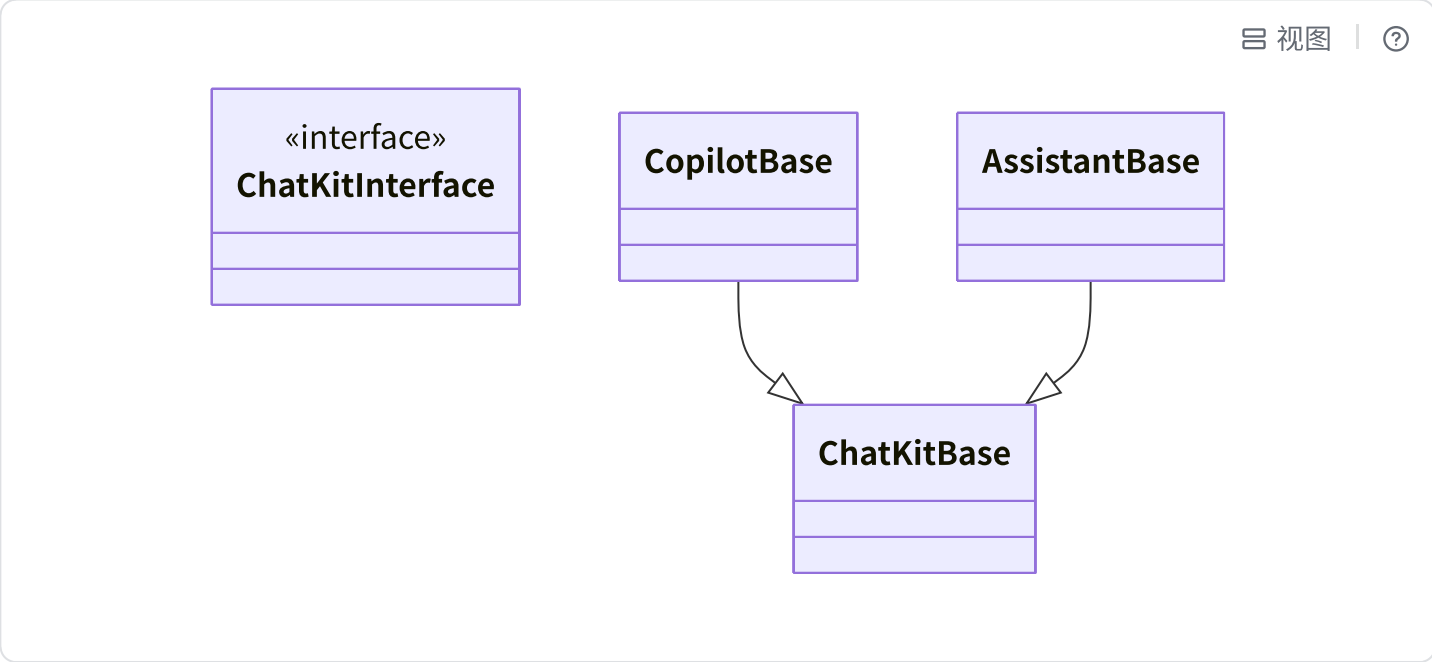 视图
«interface»
ChatKitInterface
CopilotBase
AssistantBase
ChatKitBase